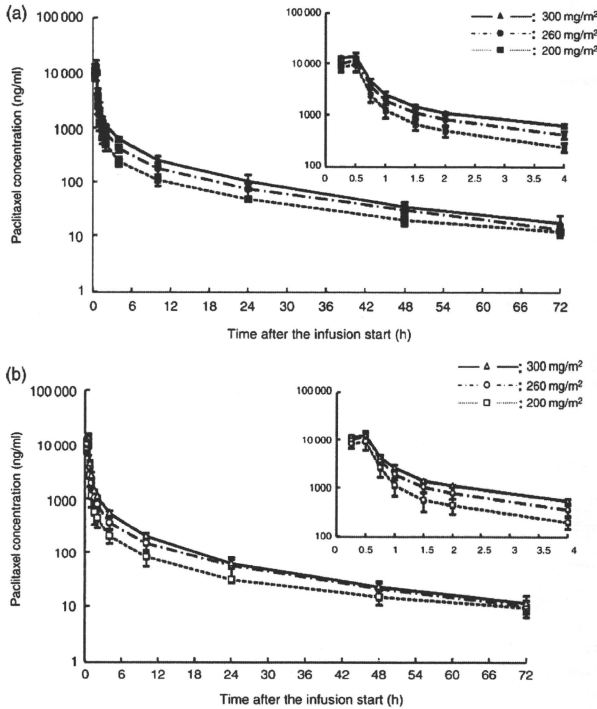 (a)
300 mg/m²
260 mg/m²
200 mg/m²
100 000
10 000
1000
100
0 0.5 1 1.5 2 2.5 3 3.5 4
Paclitaxel concentration (ng/ml)
100 000
10 000
1000
100
10
1
0 6 12 18 24 30 36 42 48 54 60 66 72
Time after the infusion start (h)
(b)
300 mg/m²
260 mg/m²
200 mg/m²
100 000
10 000
1000
100
0 0.5 1 1.5 2 2.5 3 3.5 4
Paclitaxel concentration (ng/ml)
100 000
10 000
1000
100
10
1
0 6 12 18 24 30 36 42 48 54 60 66 72
Time after the infusion start (h)